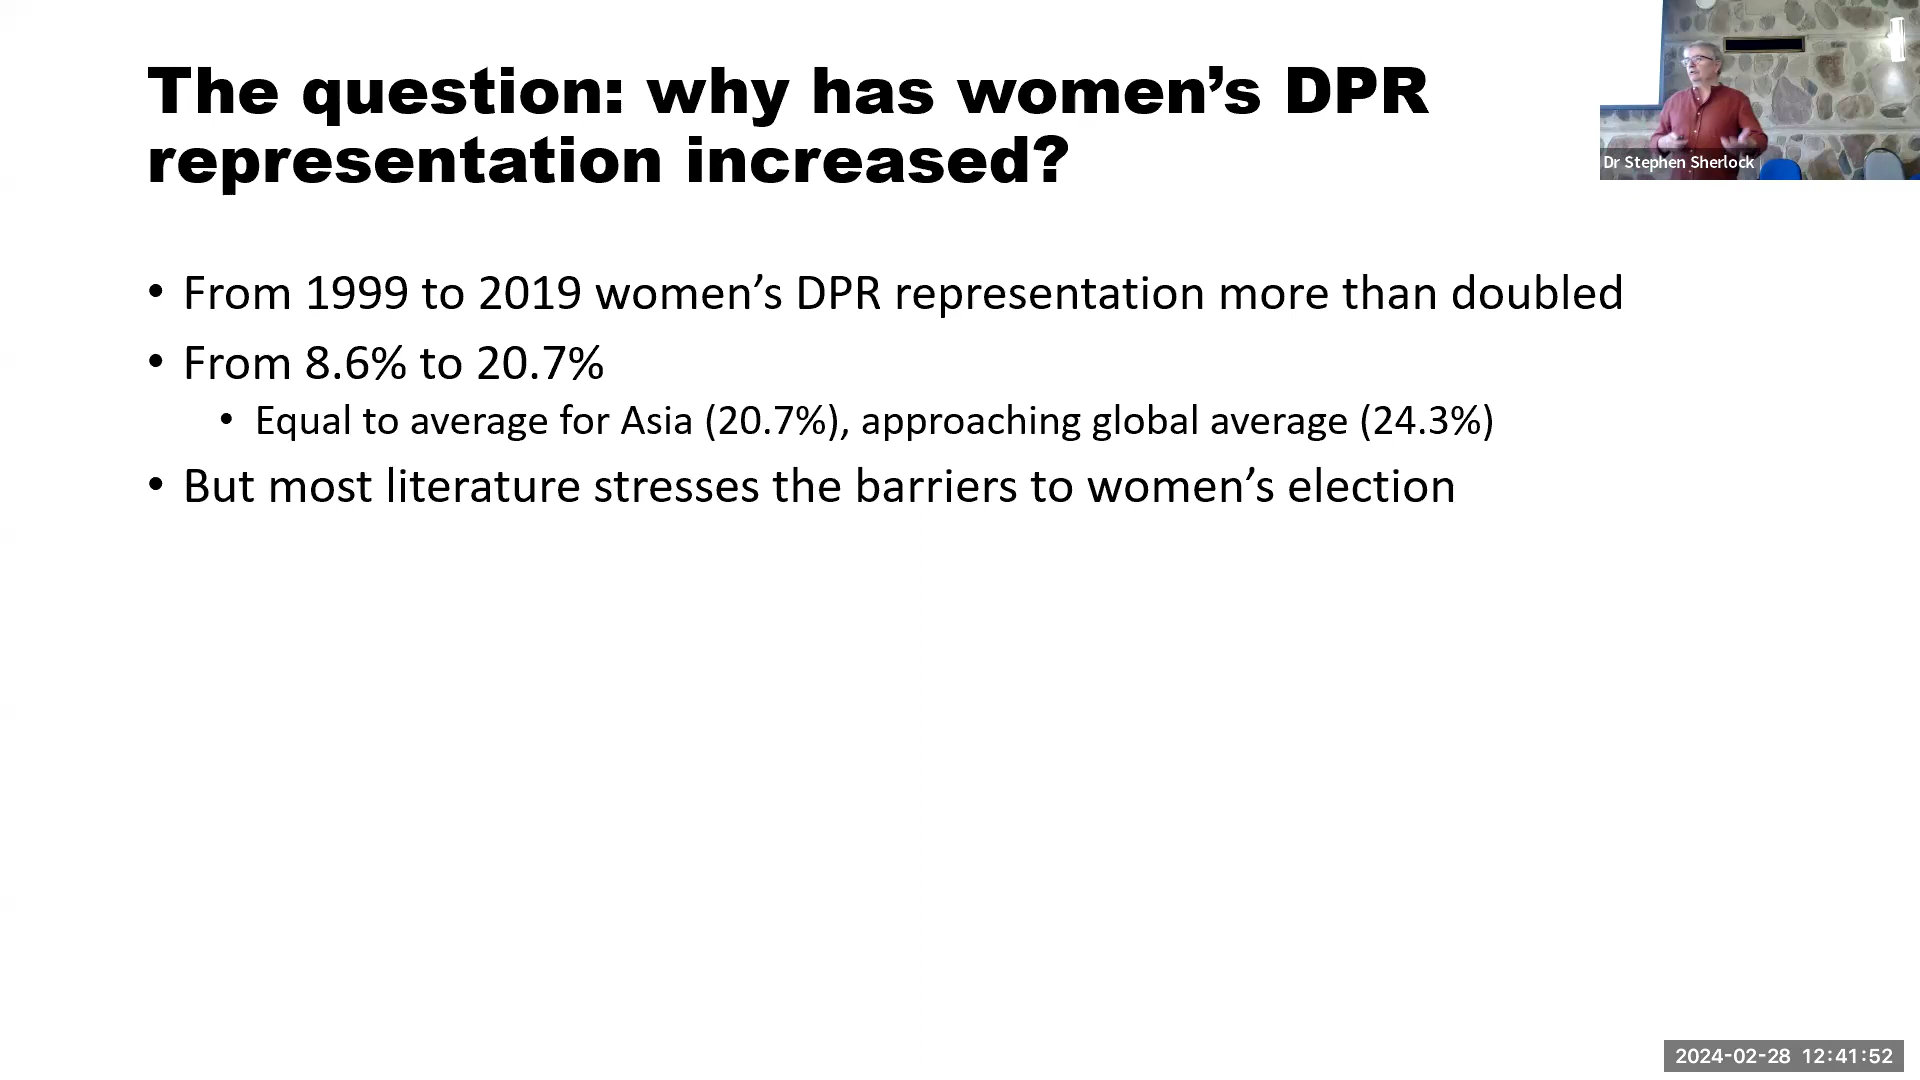 The question: why has women’s DPR
representation increased?
Dr Stephen Sherlock
• From 1999 to 2019 women’s DPR representation more than doubled
• From 8.6% to 20.7%
• Equal to average for Asia (20.7%), approaching global average (24.3%)
• But most literature stresses the barriers to women’s election
2024-02-28 12:41:52